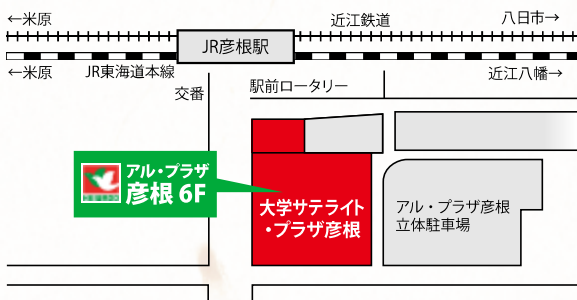 ←米原
近江鉄道
八日市→
JR彦根駅
←米原
JR東海道本線
近江八幡→
交番
駅前ロータリー
アル・プラザ
彦根 6F
大学サテライト
・プラザ彦根
アル・プラザ彦根
立体駐車場